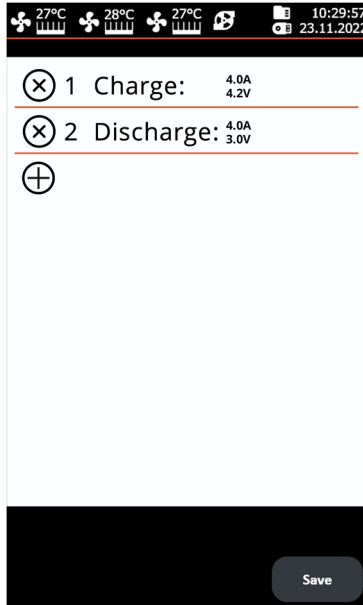 27°C 28°C 27°C 10:29:57
23.11.2022
1 Charge: 4.0A
4.2V
2 Discharge: 4.0A
3.0V
Save